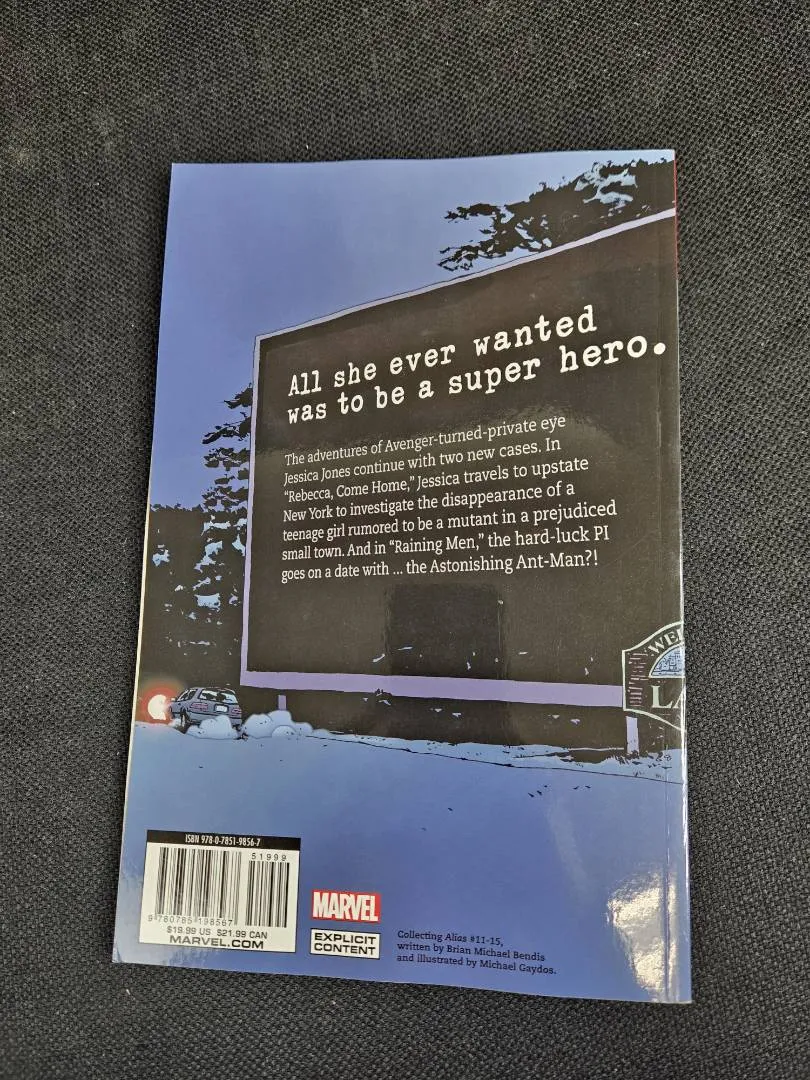 All she ever wanted
was to be a super hero.
The adventures of Avenger-turned-private eye
Jessica Jones continue with two new cases. In
“Rebecca, Come Home,” Jessica travels to upstate
New York to investigate the disappearance of a
teenage girl rumored to be a mutant in a prejudiced
small town. And in “Raining Men,” the hard-luck PI
goes on a date with ... the Astonishing Ant-Man?!
WE
LA
ISBN 978-0-7851-9856-7
51999
9 780785 198567
$19.99 US $21.99 CAN
MARVEL.COM
MARVEL
EXPLICIT
CONTENT
Collecting Alias #11-15,
written by Brian Michael Bendis
and illustrated by Michael Gaydos.